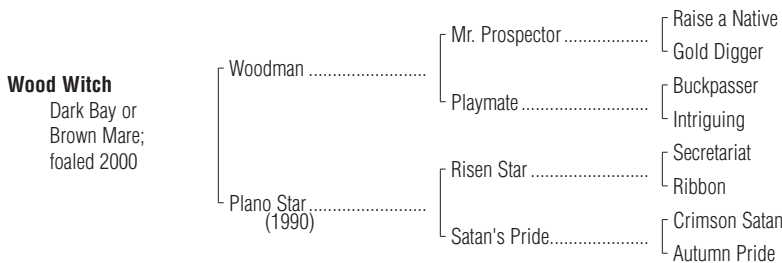 Wood Witch
Dark Bay or
Brown Mare;
foaled 2000
Woodman ..........................
Plano Star ..........................
(1990)
Mr. Prospector ...................
Playmate ............................
Risen Star ..........................
Satan's Pride......................
Raise a Native
Gold Digger
Buckpasser
Intriguing
Secretariat
Ribbon
Crimson Satan
Autumn Pride